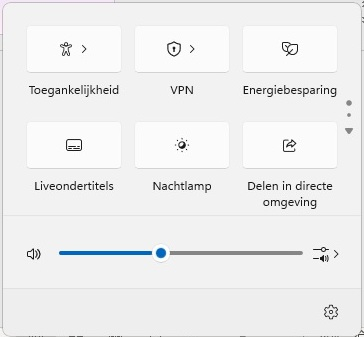 Toegankelijkheid
VPN
Energiebesparing
Liveondertitels
Nachtlamp
Delen in directe
omgeving